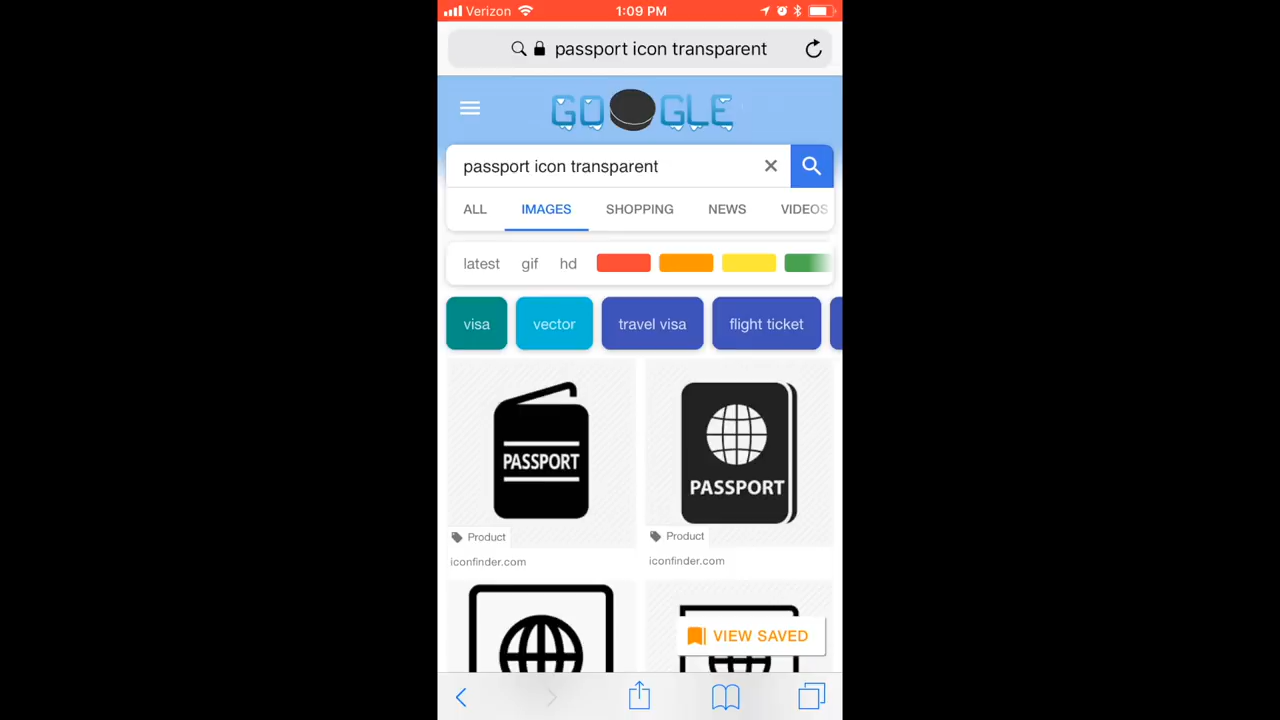 Verizon 1:09 PM
passport icon transparent
GOOGLE
passport icon transparent
ALL IMAGES SHOPPING NEWS VIDEOS
latest gif hd
visa vector travel visa flight ticket
PASSPORT
PASSPORT
Product
Product
iconfinder.com
iconfinder.com
VIEW SAVED